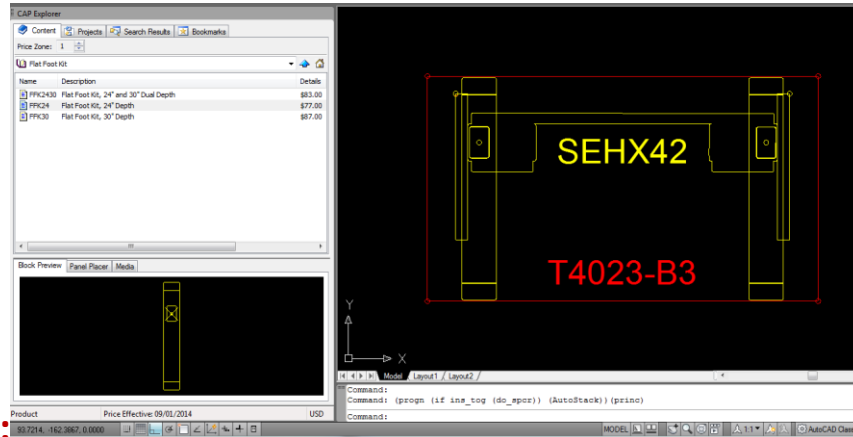 CAP Explorer
Content Projects Search Results Bookmarks
Price Zone: 1
Flat Foot Kit
Name Description Details
FFK2430 Flat Foot Kit, 24" and 30" Dual Depth $83.00
FFK24 Flat Foot Kit, 24" Depth $77.00
FFK30 Flat Foot Kit, 30" Depth $87.00
Block Preview Panel Placer Media
Product Price Effective: 09/01/2014 USD
SEHX42
T4023-B3
Y
X
Model Layout1 Layout2
Command:
Command: (progn (if ins_tog (do_spcr)) (AutoStack))(princ)
Command:
93.7214, -162.3867, 0.0000 MODEL 1:1 AutoCAD Class